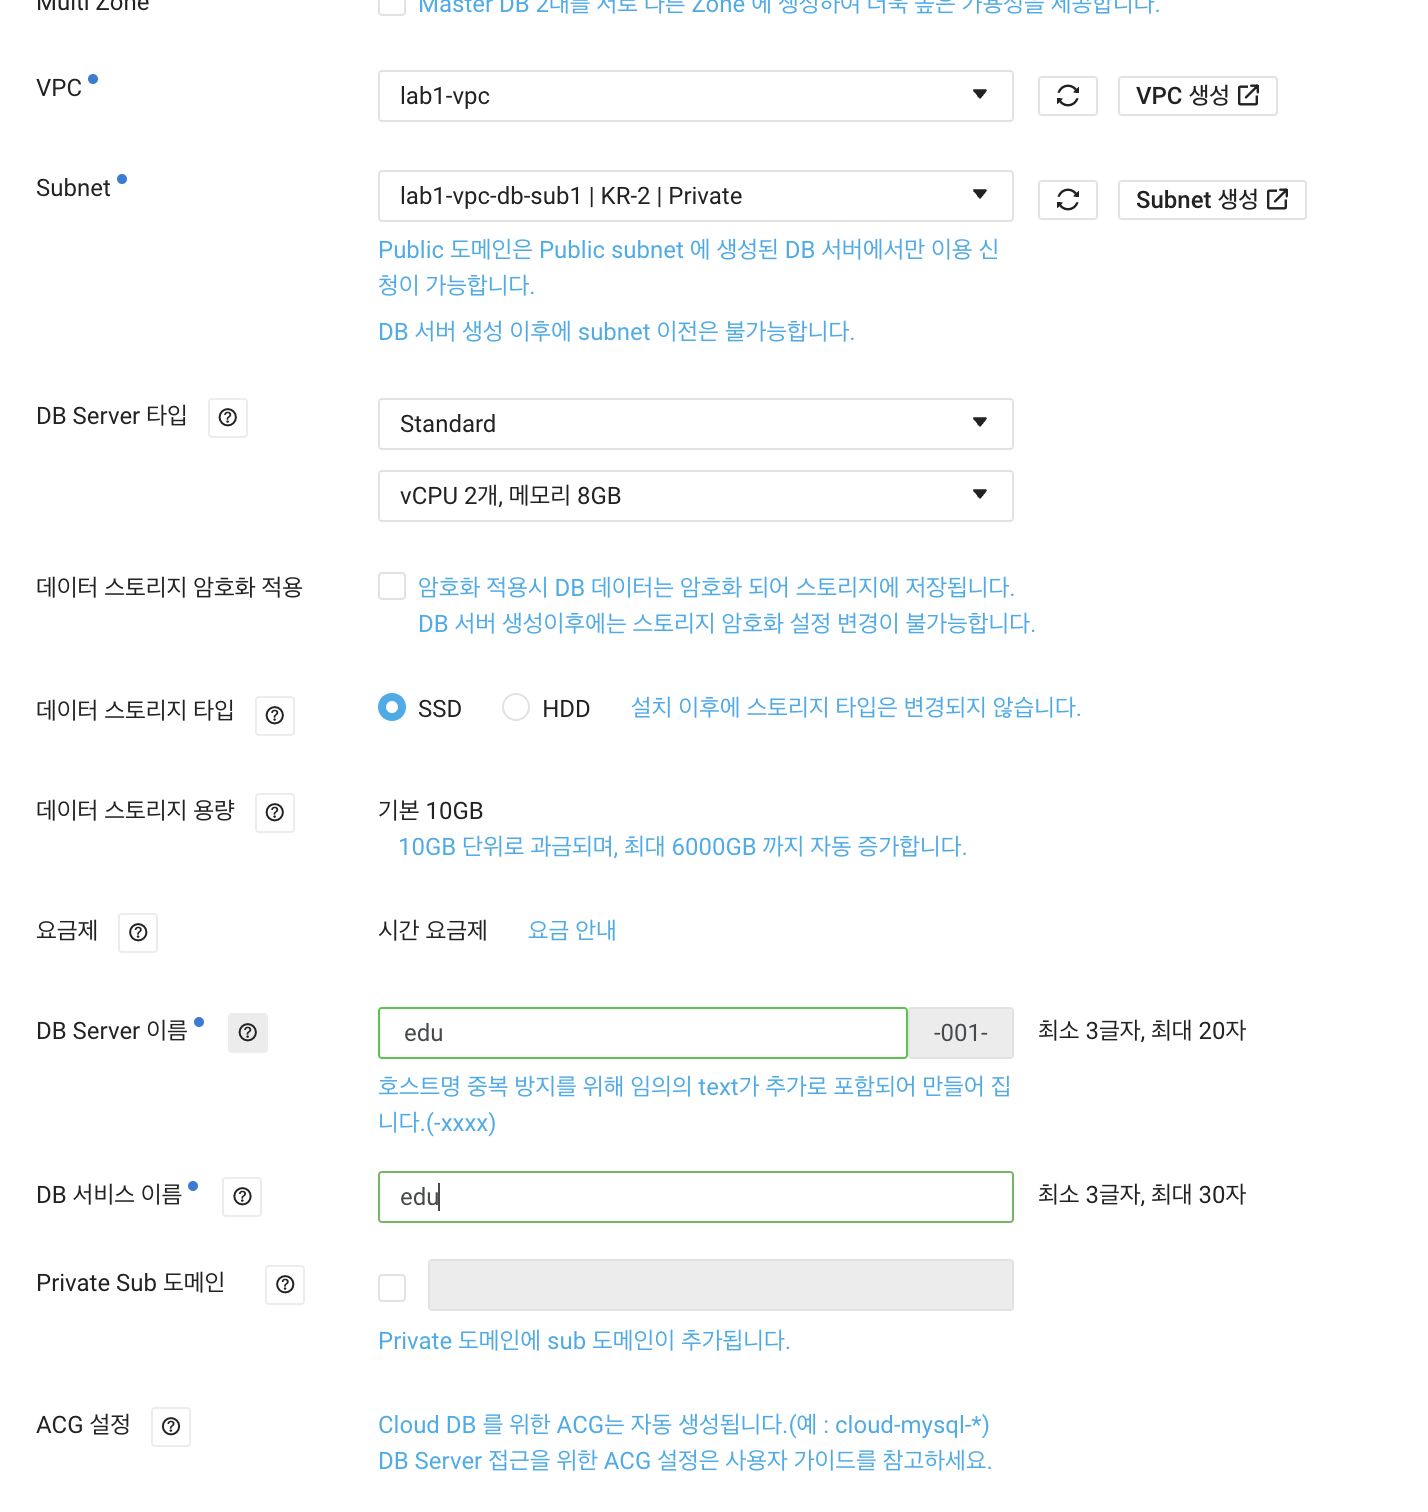 Multi Zone
Master DB 2대를 서로 다른 Zone 에 생성하여 더욱 높은 가용성을 제공합니다.
VPC
lab1-vpc
VPC 생성
Subnet
lab1-vpc-db-sub1 | KR-2 | Private
Subnet 생성
Public 도메인은 Public subnet 에 생성된 DB 서버에서만 이용 신
청이 가능합니다.
DB 서버 생성 이후에 subnet 이전은 불가능합니다.
DB Server 타입
Standard
vCPU 2개, 메모리 8GB
데이터 스토리지 암호화 적용
암호화 적용시 DB 데이터는 암호화 되어 스토리지에 저장됩니다.
DB 서버 생성이후에는 스토리지 암호화 설정 변경이 불가능합니다.
데이터 스토리지 타입
SSD
HDD
설치 이후에 스토리지 타입은 변경되지 않습니다.
데이터 스토리지 용량
기본 10GB
10GB 단위로 과금되며, 최대 6000GB 까지 자동 증가합니다.
요금제
시간 요금제
요금 안내
DB Server 이름
edu
-001-
최소 3글자, 최대 20자
호스트명 중복 방지를 위해 임의의 text가 추가로 포함되어 만들어 집
니다.(-xxxx)
DB 서비스 이름
edu
최소 3글자, 최대 30자
Private Sub 도메인
Private 도메인에 sub 도메인이 추가됩니다.
ACG 설정
Cloud DB 를 위한 ACG는 자동 생성됩니다.(예 : cloud-mysql-*)
DB Server 접근을 위한 ACG 설정은 사용자 가이드를 참고하세요.